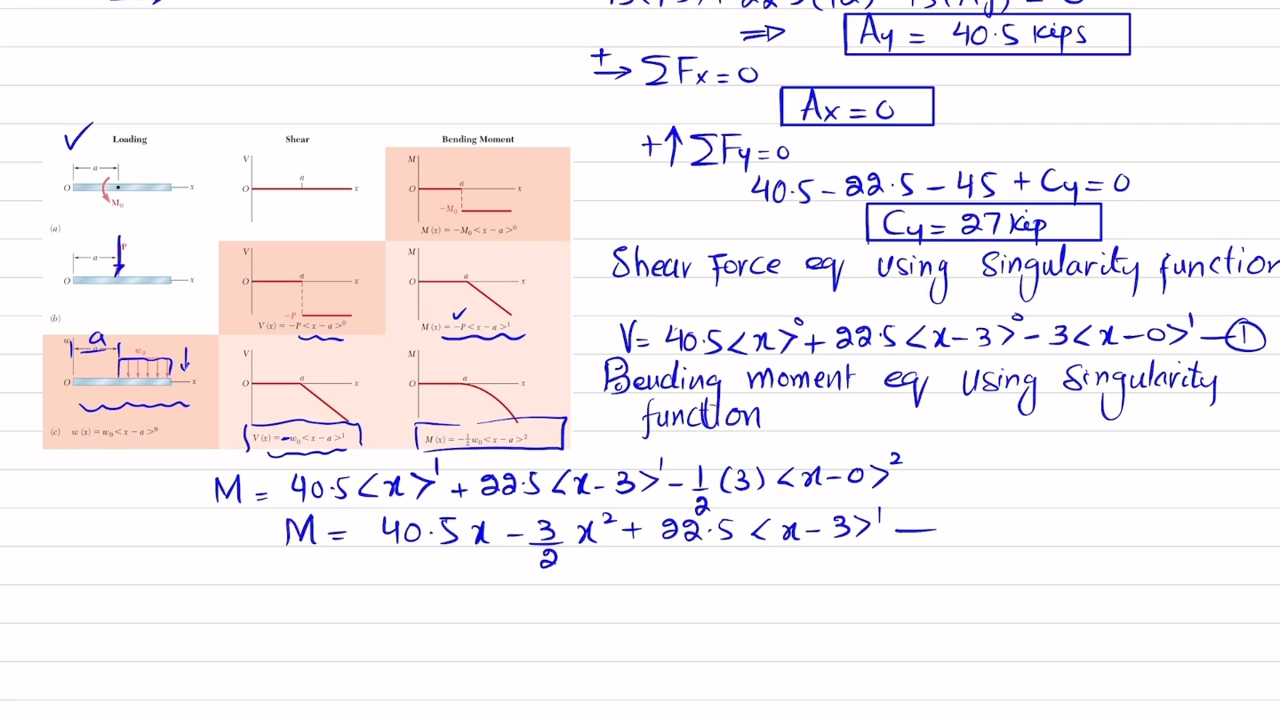 => Ay = 40.5 kips
+→ ΣFx = 0
Ax = 0
+↑ ΣFy = 0
40.5 - 22.5 - 45 + Cy = 0
Cy = 27 kip
Shear Force eq using singularity function
V = 40.5<x>⁰ + 22.5<x-3>⁰ - 3<x-0>¹ — ①
Bending moment eq using singularity
function
✓ Loading Shear Bending Moment
a
O x
M₀
V
a
O x
M
a
O x
-M₀
M(x) = -M₀<x - a>⁰
(a)
a
P
O x
V
a
O x
-P
V(x) = -P<x - a>⁰
M
a
O x
✓
M(x) = -P<x - a>¹
(b)
w
a
w₀
O x
V
a
O x
M
a
O x
(c) w(x) = w₀<x - a>⁰
V(x) = -w₀<x - a>¹
M(x) = -½w₀<x - a>²
M = 40.5<x>¹ + 22.5<x-3>¹ - 1/2 (3)<x-0>²
M = 40.5x - 3/2 x² + 22.5<x-3>¹ —